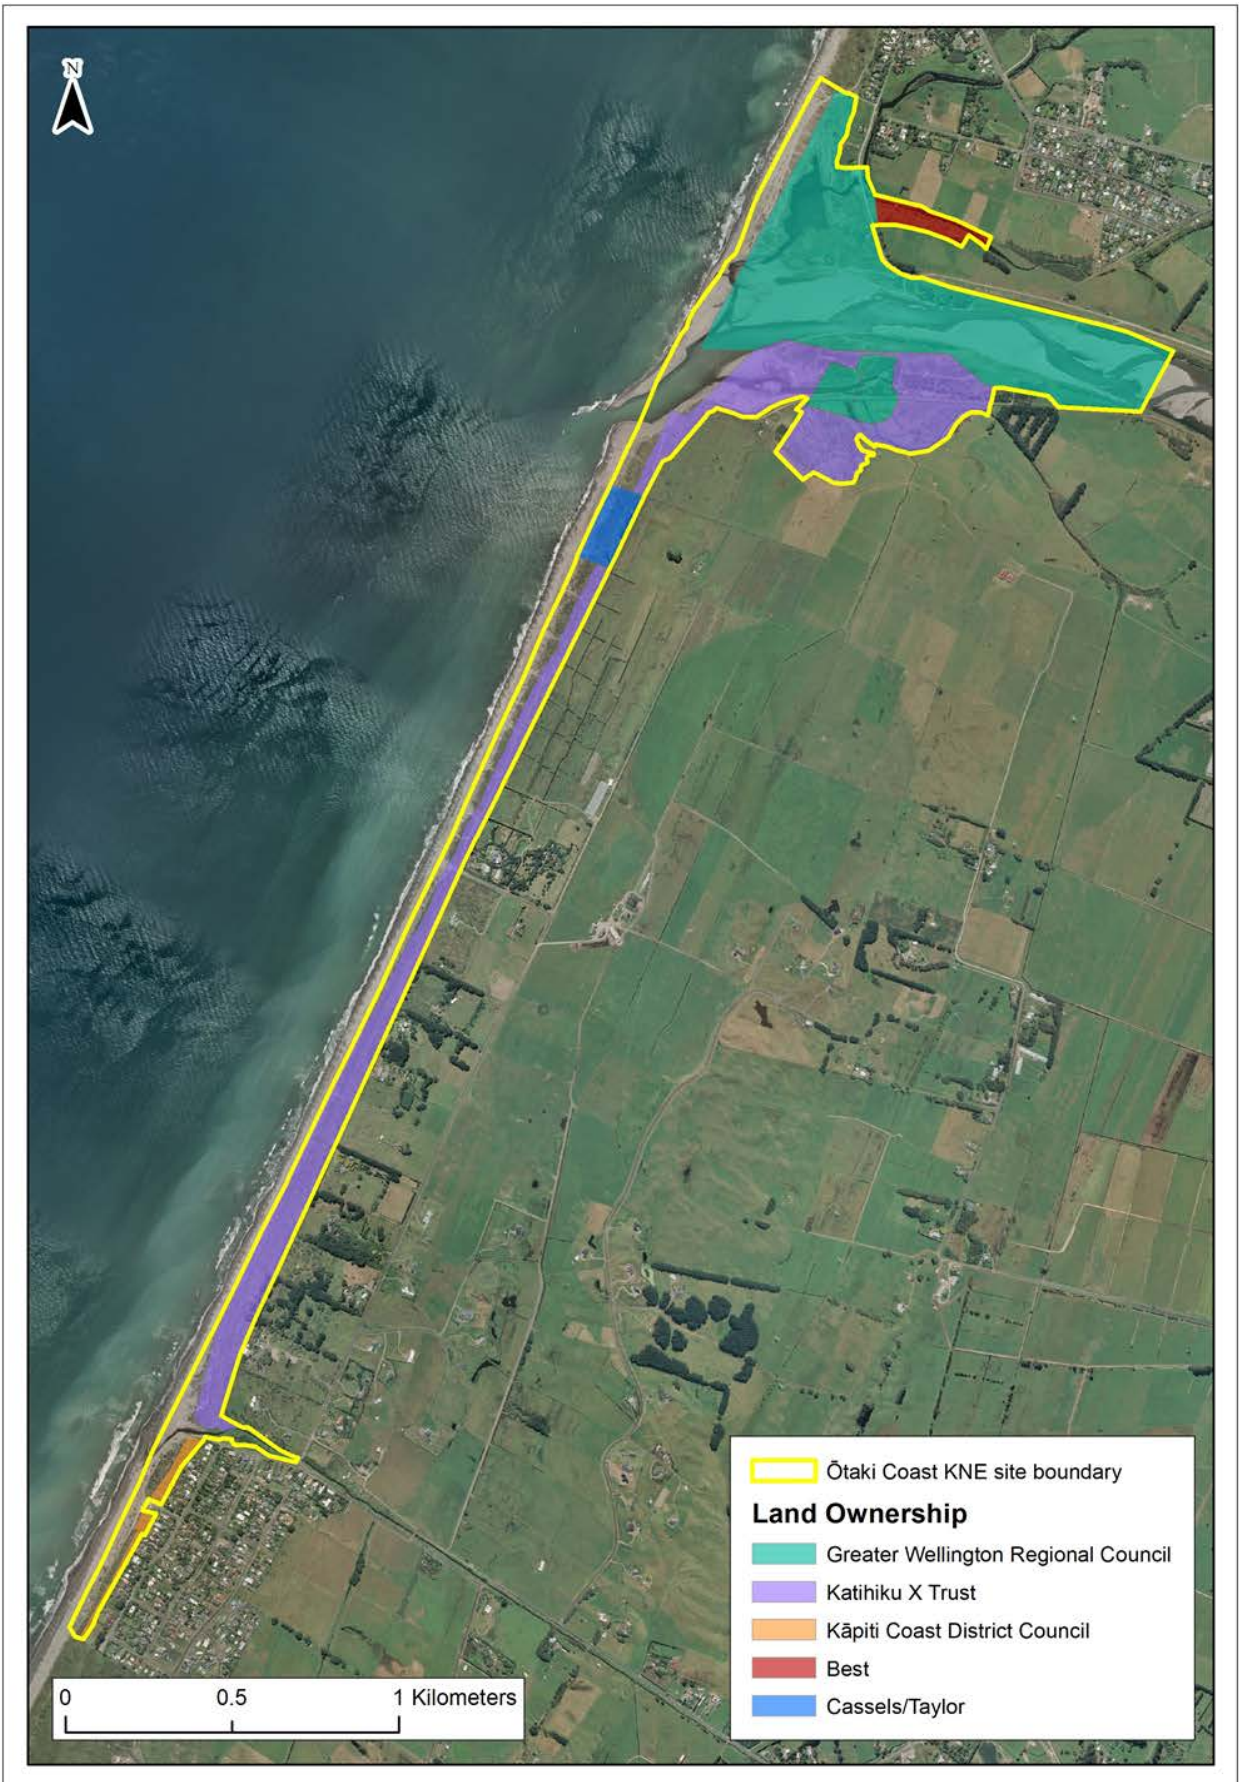 N
Ōtaki Coast KNE site boundary
Land Ownership
Greater Wellington Regional Council
Katihiku X Trust
Kāpiti Coast District Council
Best
Cassels/Taylor
0 0.5 1 Kilometers